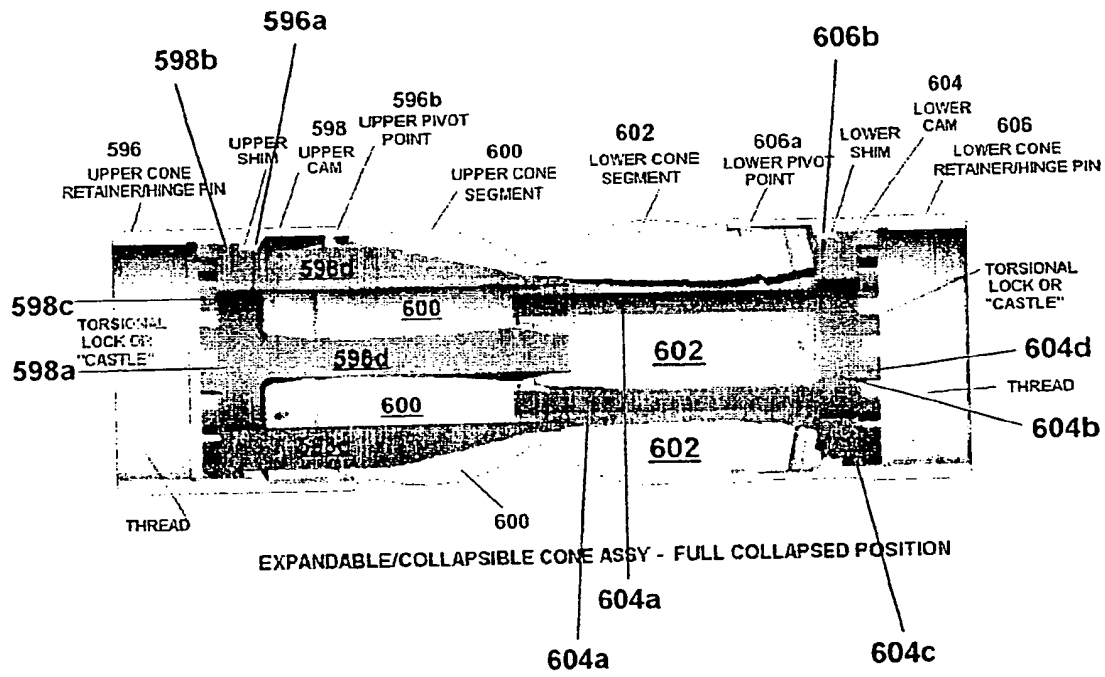 596a
598b
606b
596b
UPPER PIVOT
POINT
604
LOWER
CAM
UPPER
SHIM
598
UPPER
CAM
596
UPPER CONE
RETAINER/HINGE PIN
600
UPPER CONE
SEGMENT
602
LOWER CONE
SEGMENT
606a
LOWER PIVOT
POINT
LOWER
SHIM
606
LOWER CONE
RETAINER/HINGE PIN
598d
598c
600
TORSIONAL
LOCK OR
"CASTLE"
TORSIONAL
LOCK OR
"CASTLE"
598d
602
604d
598a
THREAD
600
604b
598d
602
THREAD
600
EXPANDABLE/COLLAPSIBLE CONE ASSY - FULL COLLAPSED POSITION
604a
604a
604c